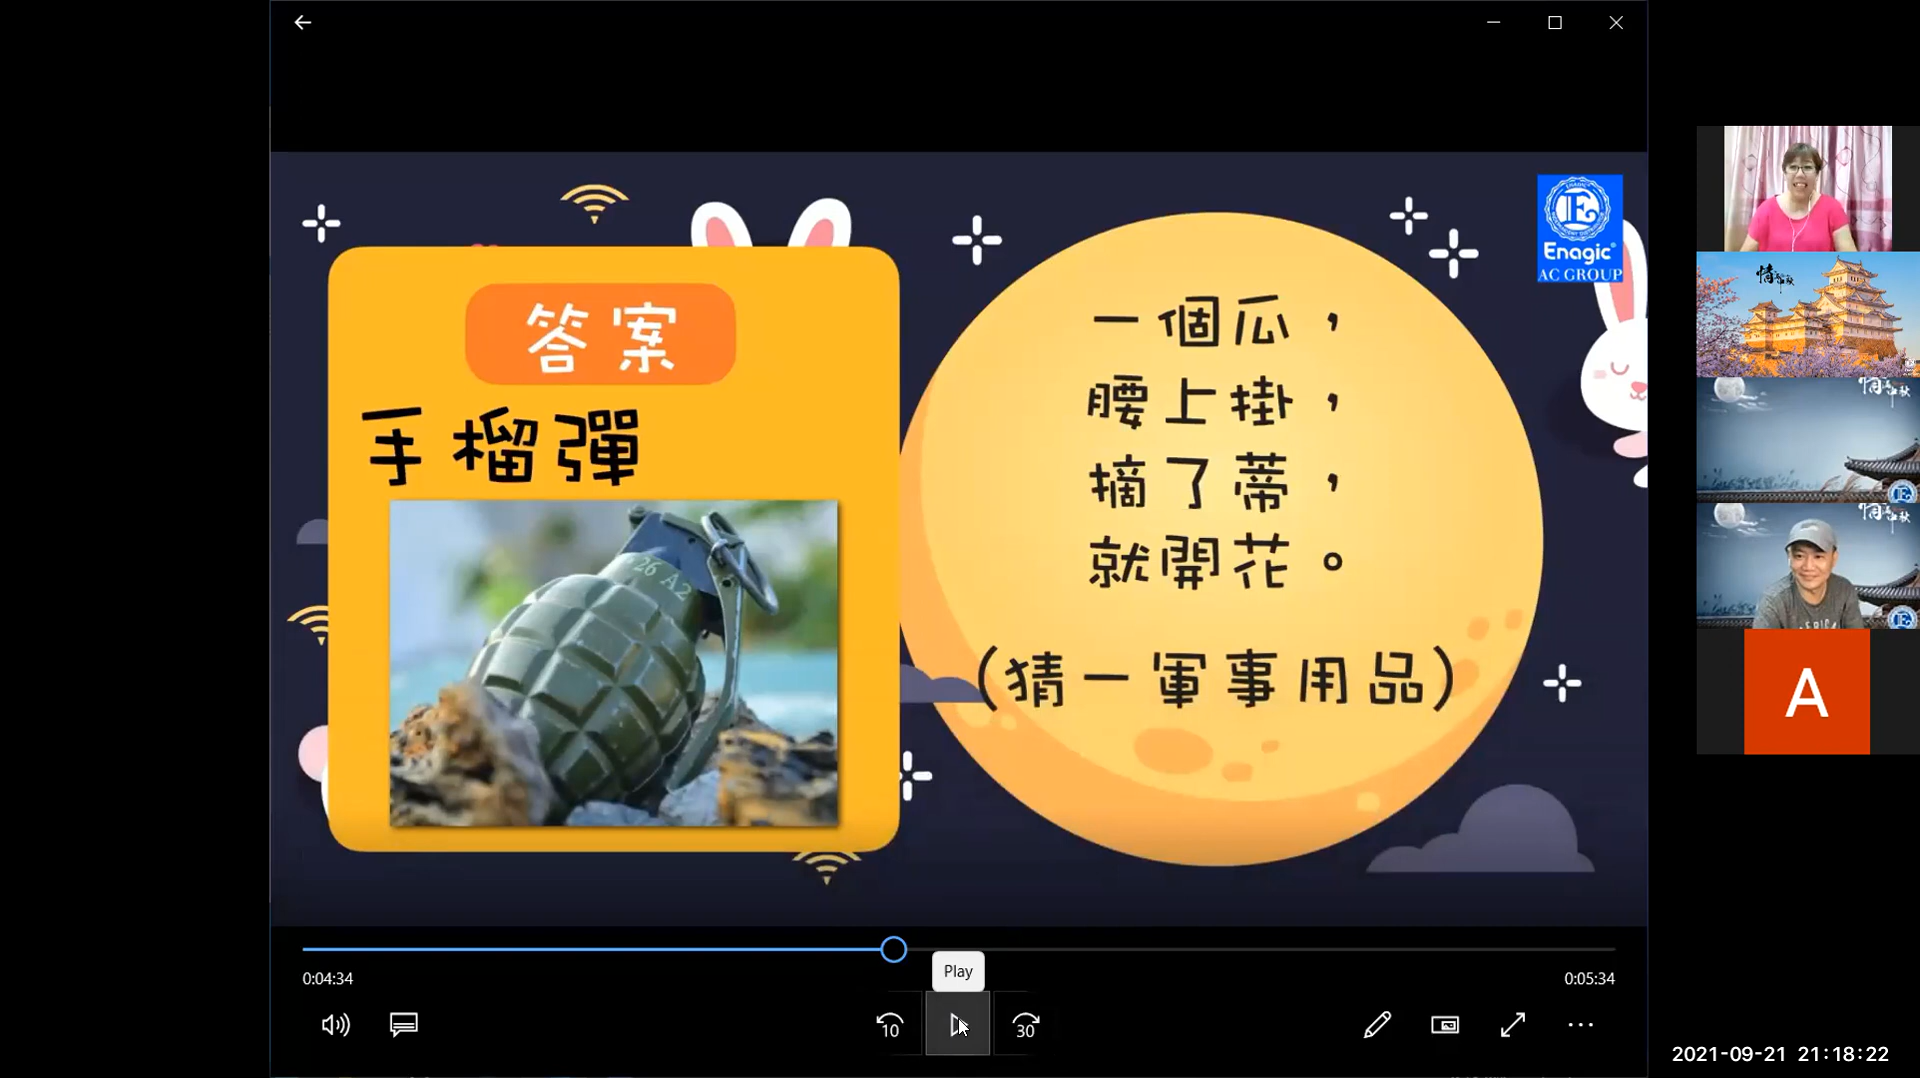 答案
手榴彈
26 A2
一個瓜，
腰上掛，
摘了蒂，
就開花。
(猜一軍事用品)
Enagic
AC GROUP
Play
0:04:34
0:05:34
10
30
A
2021-09-21 21:18:22